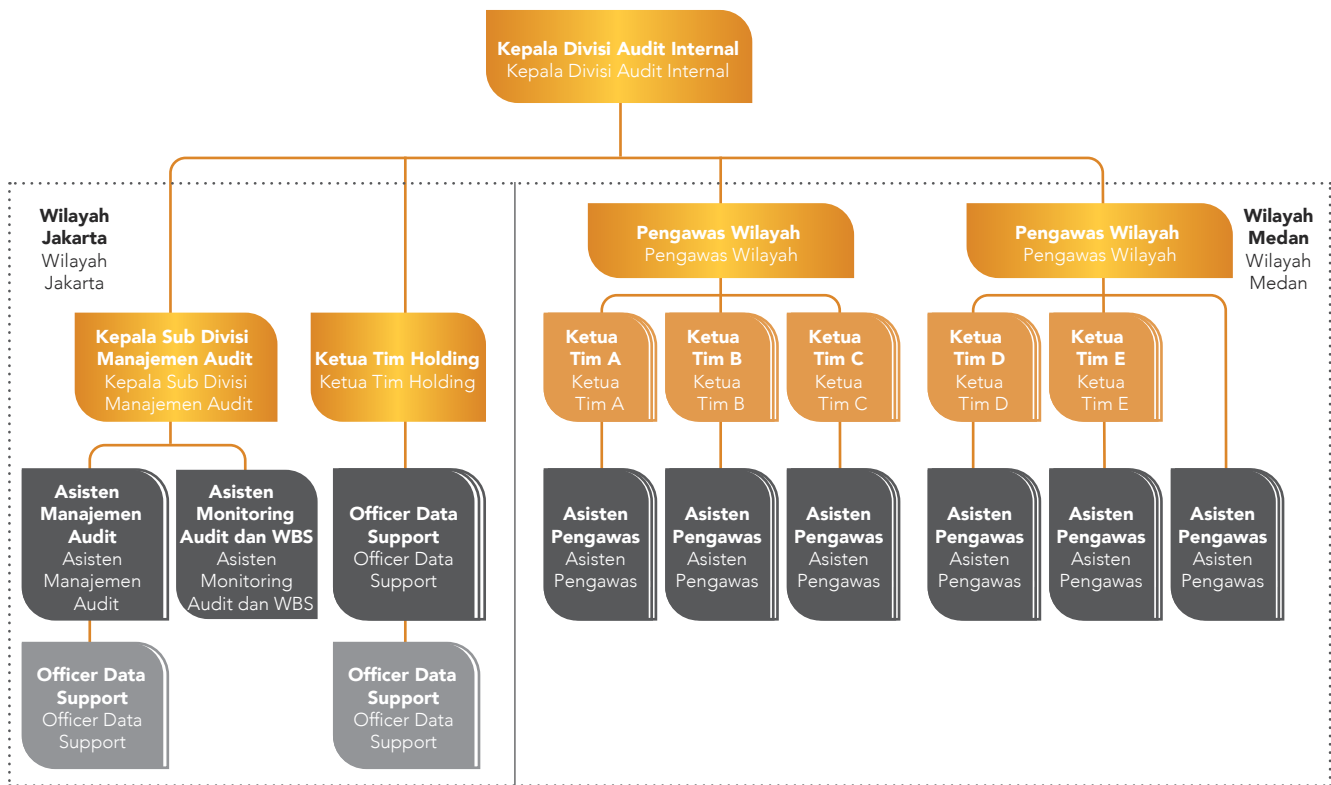 Kepala Divisi Audit Internal
Kepala Divisi Audit Internal
Wilayah
Jakarta
Wilayah
Jakarta
Pengawas Wilayah
Pengawas Wilayah
Pengawas Wilayah
Pengawas Wilayah
Wilayah
Medan
Wilayah
Medan
Kepala Sub Divisi
Manajemen Audit
Kepala Sub Divisi
Manajemen Audit
Ketua Tim Holding
Ketua Tim Holding
Ketua
Tim A
Ketua
Tim A
Ketua
Tim B
Ketua
Tim B
Ketua
Tim C
Ketua
Tim C
Ketua
Tim D
Ketua
Tim D
Ketua
Tim E
Ketua
Tim E
Asisten
Manajemen
Audit
Asisten
Manajemen
Audit
Asisten
Monitoring
Audit dan WBS
Asisten
Monitoring
Audit dan WBS
Officer Data
Support
Officer Data
Support
Asisten
Pengawas
Asisten
Pengawas
Asisten
Pengawas
Asisten
Pengawas
Asisten
Pengawas
Asisten
Pengawas
Asisten
Pengawas
Asisten
Pengawas
Asisten
Pengawas
Asisten
Pengawas
Asisten
Pengawas
Asisten
Pengawas
Officer Data
Support
Officer Data
Support
Officer Data
Support
Officer Data
Support